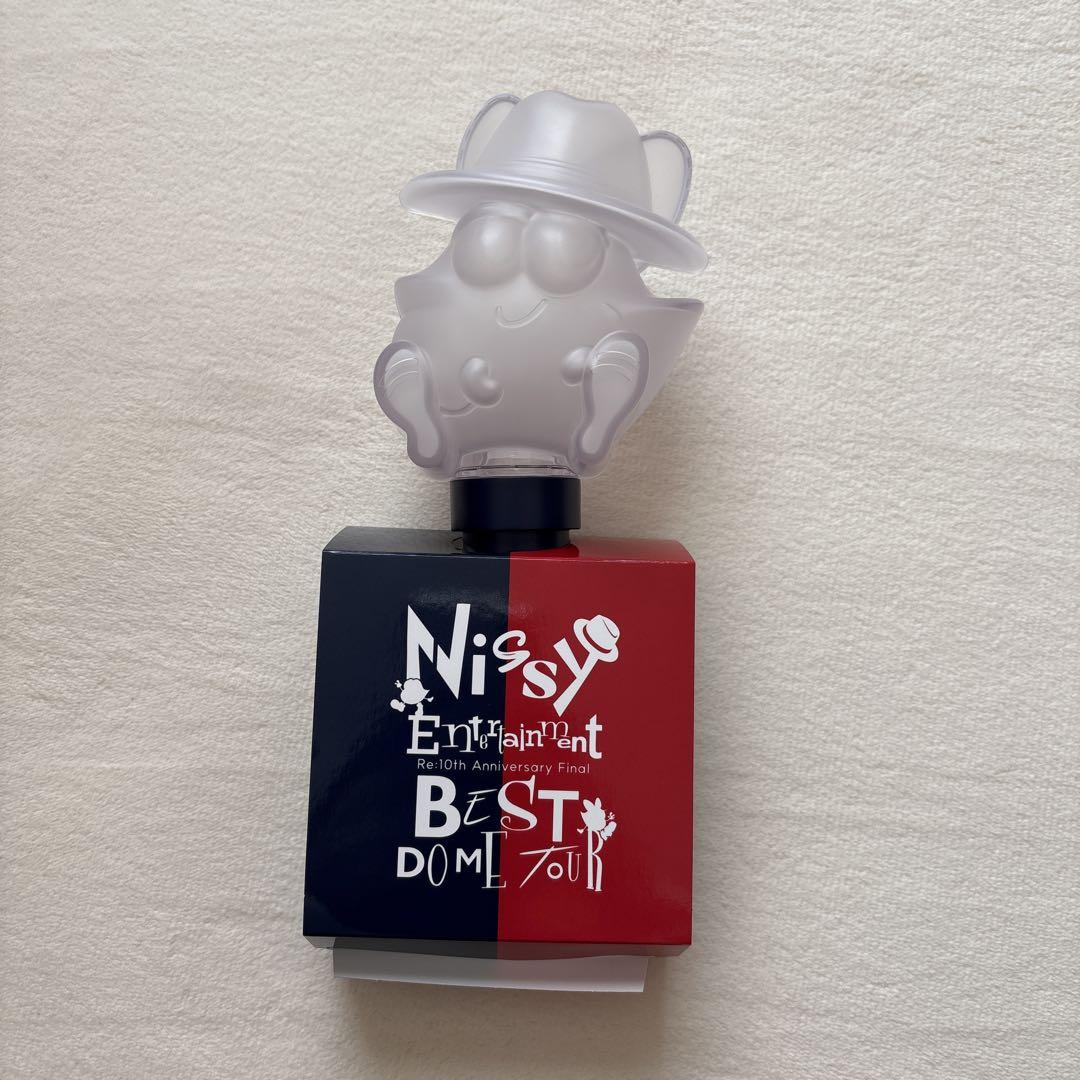 Nissy
Entertainment
Re:10th Anniversary Final
BEST
DOME TOUR